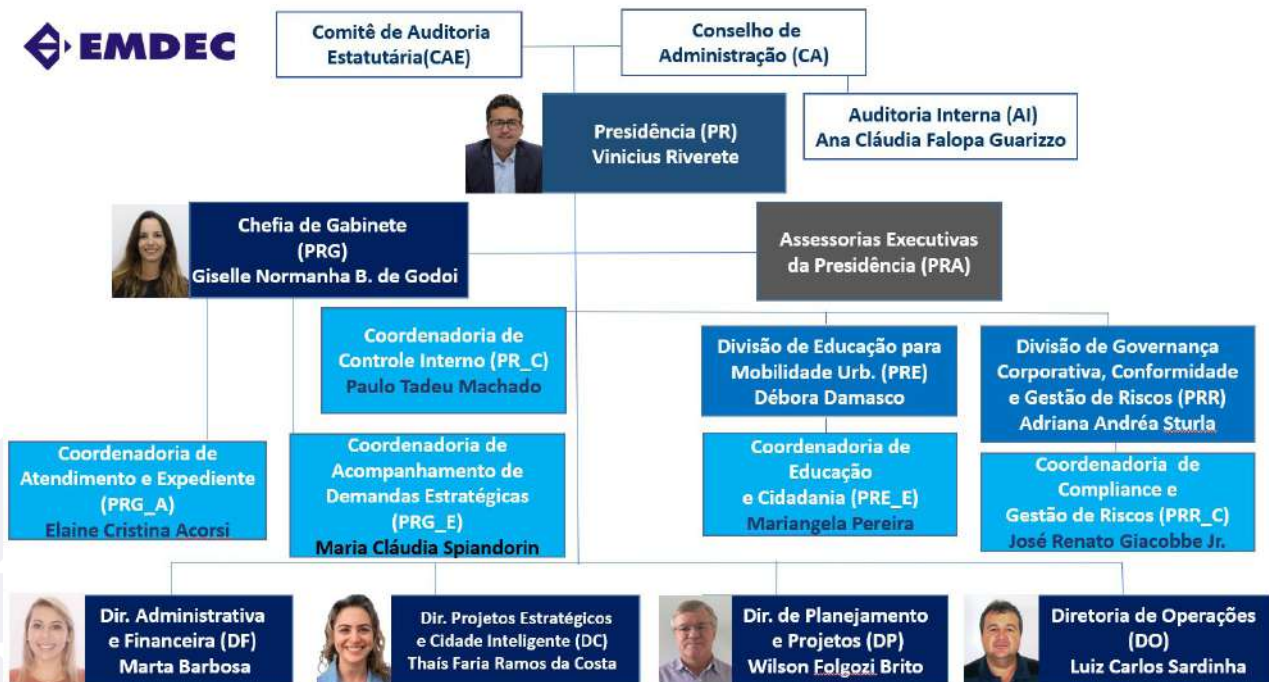 EMDEC
Comitê de Auditoria
Estatutária(CAE)
Conselho de
Administração (CA)
Auditoria Interna (AI)
Ana Cláudia Falopa Guarizzo
Presidência (PR)
Vinicius Riverete
Chefia de Gabinete
(PRG)
Giselle Normanha B. de Godoi
Assessorias Executivas
da Presidência (PRA)
Coordenadoria de
Controle Interno (PR_C)
Paulo Tadeu Machado
Divisão de Educação para
Mobilidade Urb. (PRE)
Débora Damasco
Divisão de Governança
Corporativa, Conformidade
e Gestão de Riscos (PRR)
Adriana Andréa Sturla
Coordenadoria de
Atendimento e Expediente
(PRG_A)
Elaine Cristina Acorsi
Coordenadoria de
Acompanhamento de
Demandas Estratégicas
(PRG_E)
Maria Cláudia Spiandorin
Coordenadoria de
Educação
e Cidadania (PRE_E)
Mariangela Pereira
Coordenadoria de
Compliance e
Gestão de Riscos (PRR_C)
José Renato Giacobbe Jr.
Dir. Administrativa
e Financeira (DF)
Marta Barbosa
Dir. Projetos Estratégicos
e Cidade Inteligente (DC)
Thaís Faria Ramos da Costa
Dir. de Planejamento
e Projetos (DP)
Wilson Folgozi Brito
Diretoria de Operações
(DO)
Luiz Carlos Sardinha